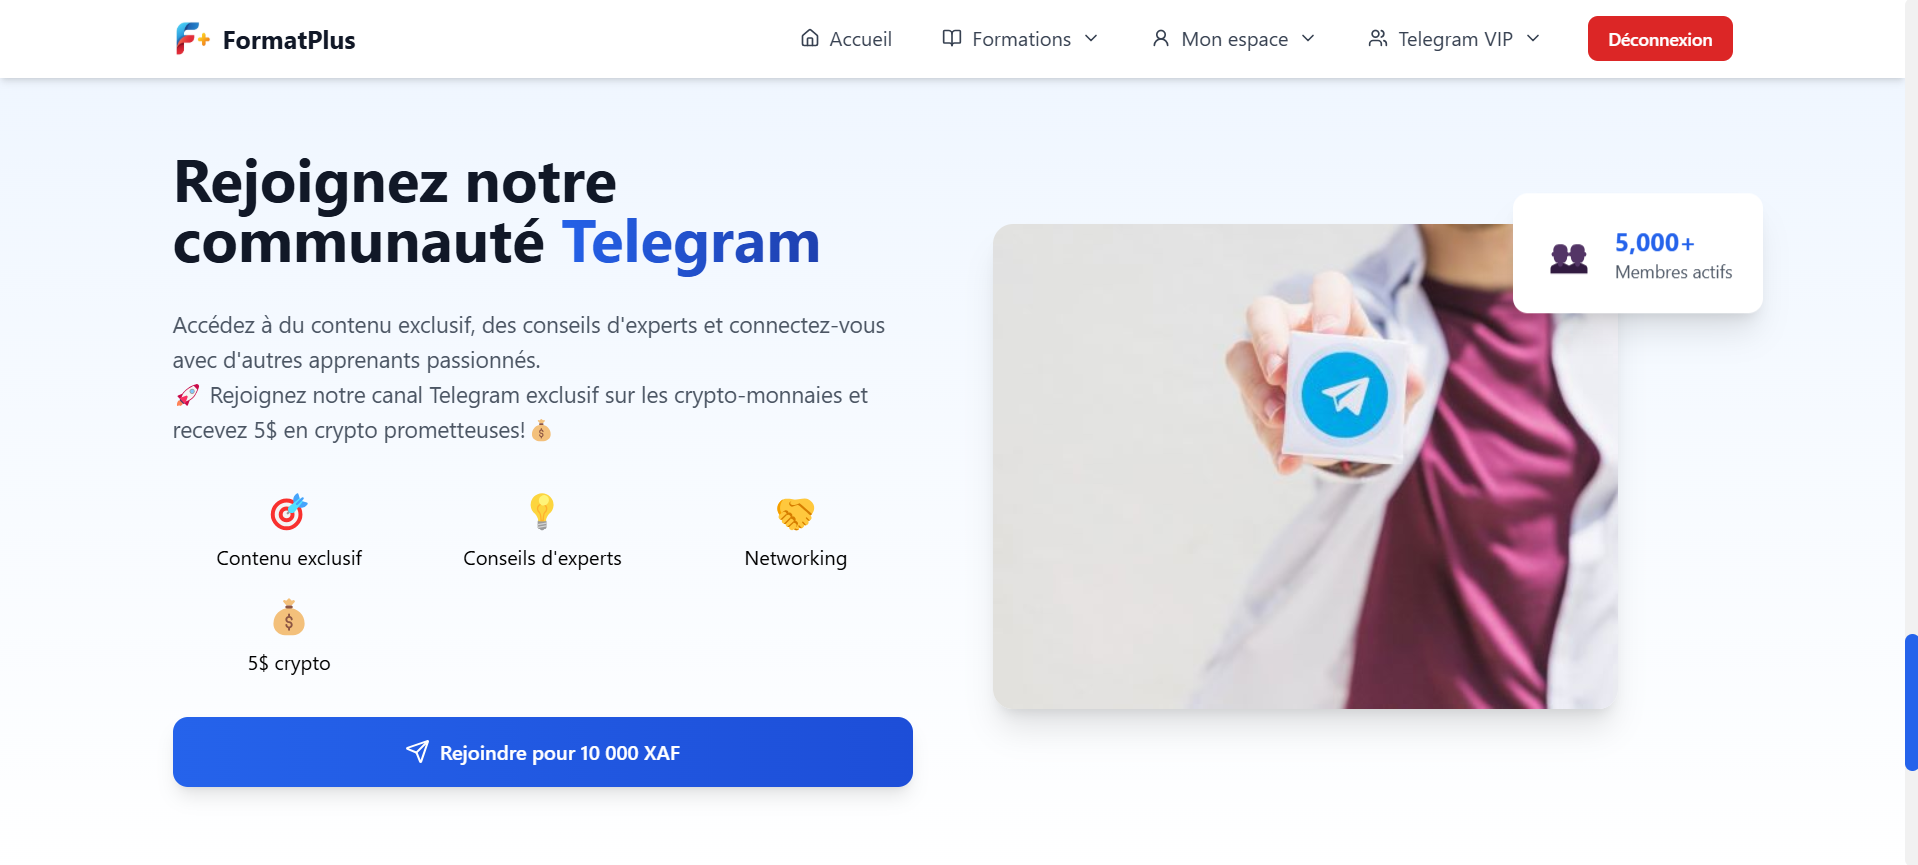 FormatPlus
Accueil
Formations
Mon espace
Telegram VIP
Déconnexion
Rejoignez notre
communauté Telegram
Accédez à du contenu exclusif, des conseils d'experts et connectez-vous
avec d'autres apprenants passionnés.
🚀 Rejoignez notre canal Telegram exclusif sur les crypto-monnaies et
recevez 5$ en crypto prometteuses!💰
Contenu exclusif
Conseils d'experts
Networking
5$ crypto
Rejoindre pour 10 000 XAF
5,000+
Membres actifs